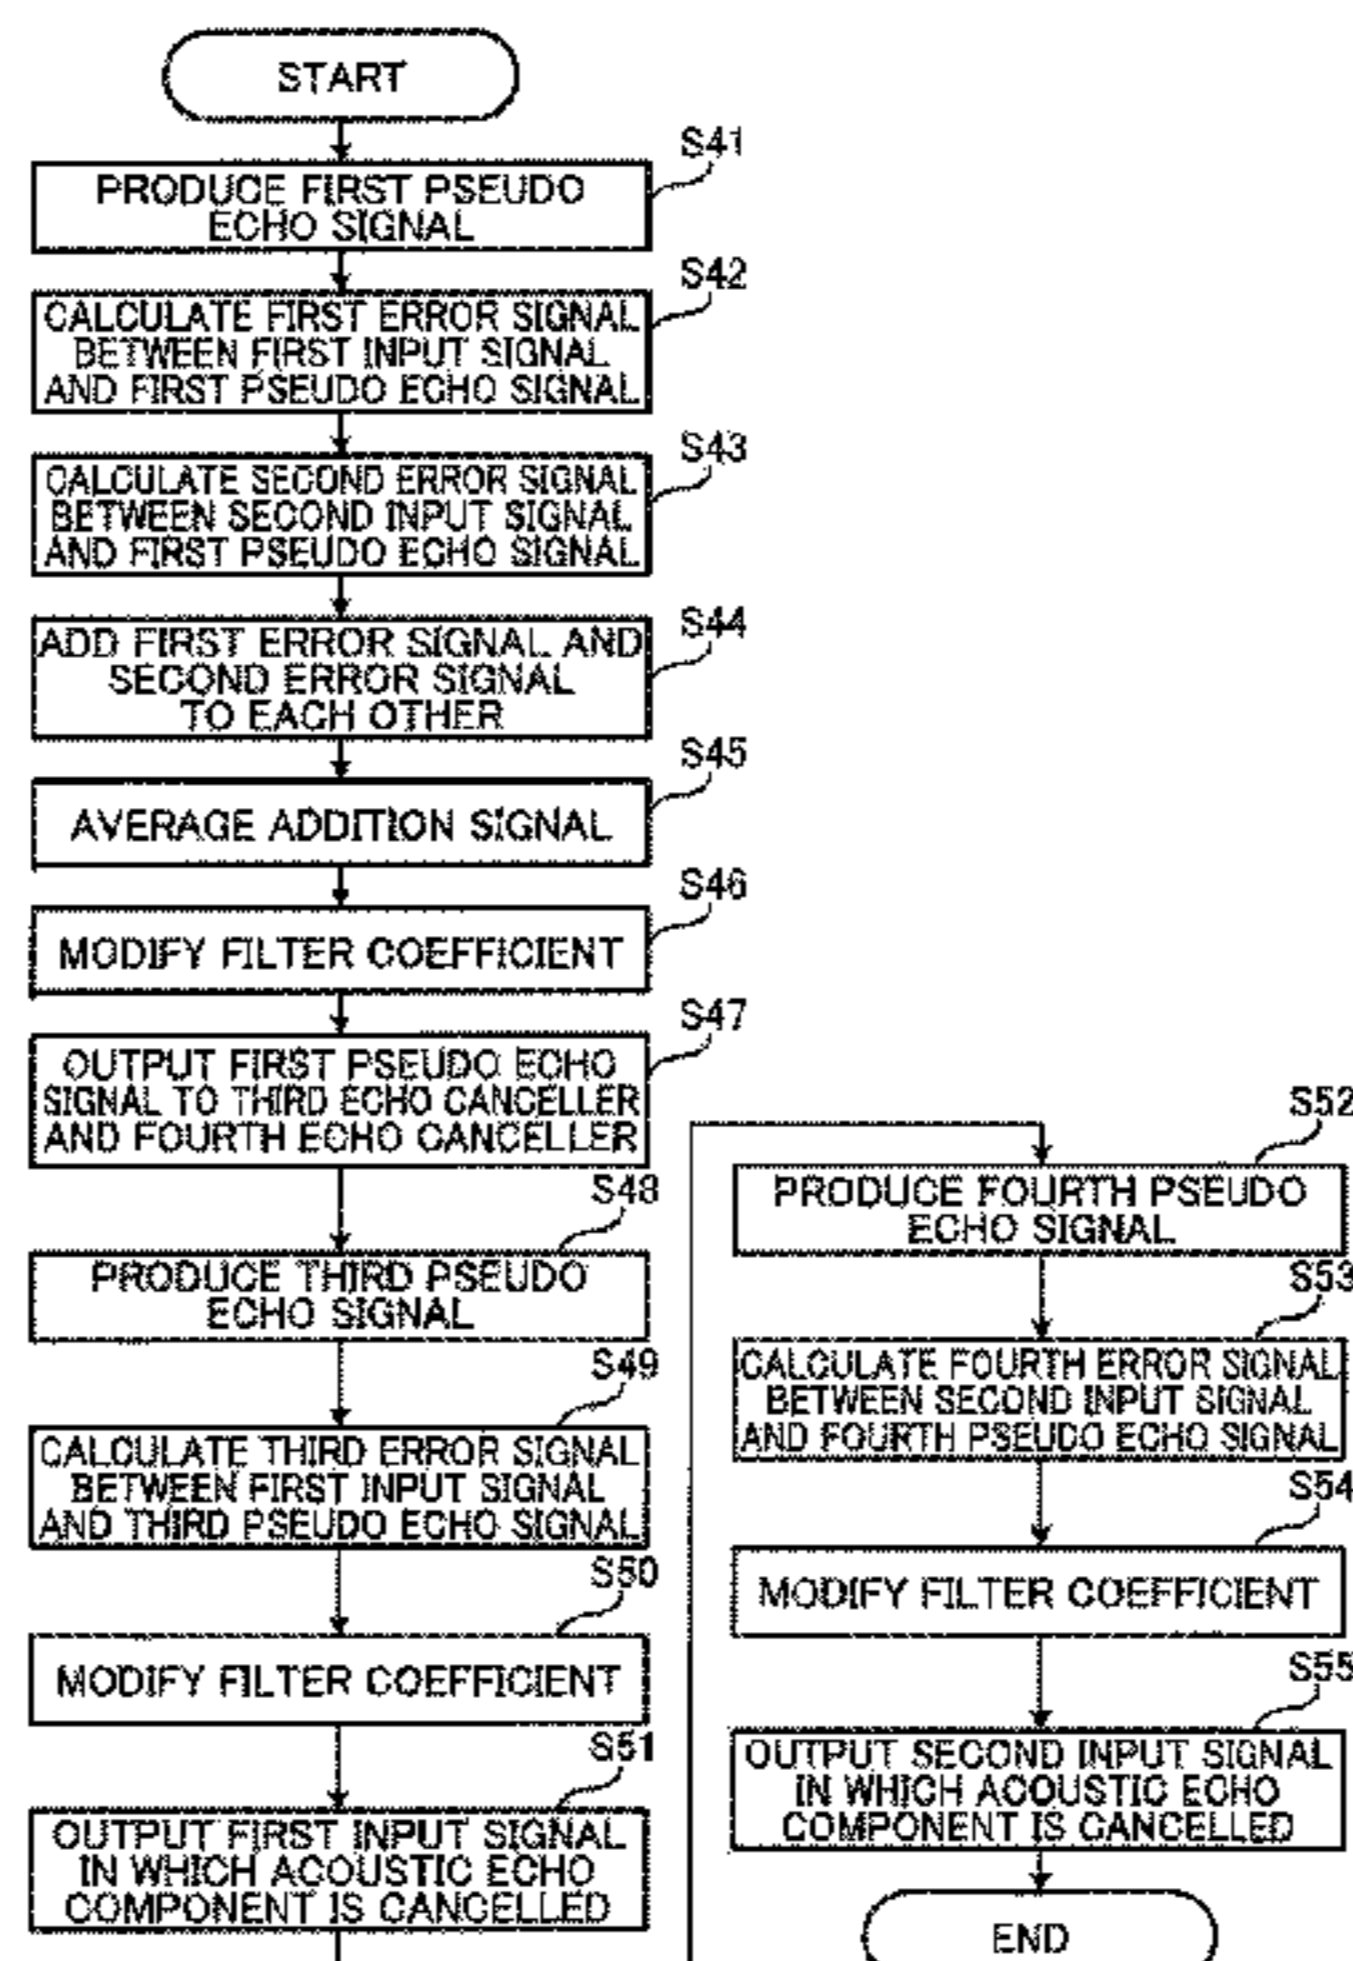 START
S41
PRODUCE FIRST PSEUDO
ECHO SIGNAL
S42
CALCULATE FIRST ERROR SIGNAL
BETWEEN FIRST INPUT SIGNAL
AND FIRST PSEUDO ECHO SIGNAL
S43
CALCULATE SECOND ERROR SIGNAL
BETWEEN SECOND INPUT SIGNAL
AND FIRST PSEUDO ECHO SIGNAL
S44
ADD FIRST ERROR SIGNAL AND
SECOND ERROR SIGNAL
TO EACH OTHER
S45
AVERAGE ADDITION SIGNAL
S46
MODIFY FILTER COEFFICIENT
S47
OUTPUT FIRST PSEUDO ECHO
SIGNAL TO THIRD ECHO CANCELLER
AND FOURTH ECHO CANCELLER
S48
PRODUCE THIRD PSEUDO
ECHO SIGNAL
S49
CALCULATE THIRD ERROR SIGNAL
BETWEEN FIRST INPUT SIGNAL
AND THIRD PSEUDO ECHO SIGNAL
S50
MODIFY FILTER COEFFICIENT
S51
OUTPUT FIRST INPUT SIGNAL
IN WHICH ACOUSTIC ECHO
COMPONENT IS CANCELLED
S52
PRODUCE FOURTH PSEUDO
ECHO SIGNAL
S53
CALCULATE FOURTH ERROR SIGNAL
BETWEEN SECOND INPUT SIGNAL
AND FOURTH PSEUDO ECHO SIGNAL
S54
MODIFY FILTER COEFFICIENT
S55
OUTPUT SECOND INPUT SIGNAL
IN WHICH ACOUSTIC ECHO
COMPONENT IS CANCELLED
END